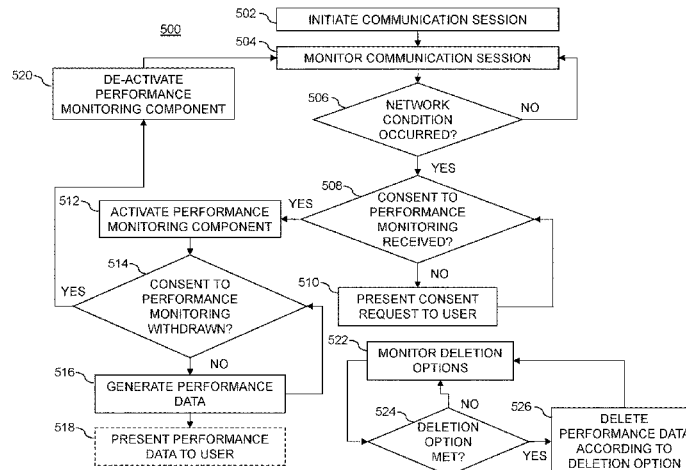 500
502
INITIATE COMMUNICATION SESSION
504
MONITOR COMMUNICATION SESSION
520
DE-ACTIVATE
PERFORMANCE
MONITORING COMPONENT
506
NETWORK
CONDITION
OCCURRED?
NO
YES
508
CONSENT TO
PERFORMANCE
MONITORING
RECEIVED?
YES
NO
512
ACTIVATE PERFORMANCE
MONITORING COMPONENT
510
PRESENT CONSENT
REQUEST TO USER
514
CONSENT TO
PERFORMANCE
MONITORING
WITHDRAWN?
YES
NO
516
GENERATE PERFORMANCE
DATA
518
PRESENT PERFORMANCE
DATA TO USER
522
MONITOR DELETION
OPTIONS
NO
524
DELETION
OPTION
MET?
YES
526
DELETE
PERFORMANCE DATA
ACCORDING TO
DELETION OPTION